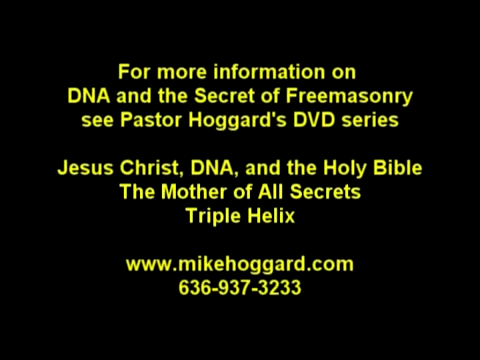 For more information on
DNA and the Secret of Freemasonry
see Pastor Hoggard's DVD series
Jesus Christ, DNA, and the Holy Bible
The Mother of All Secrets
Triple Helix
www.mikehoggard.com
636-937-3233